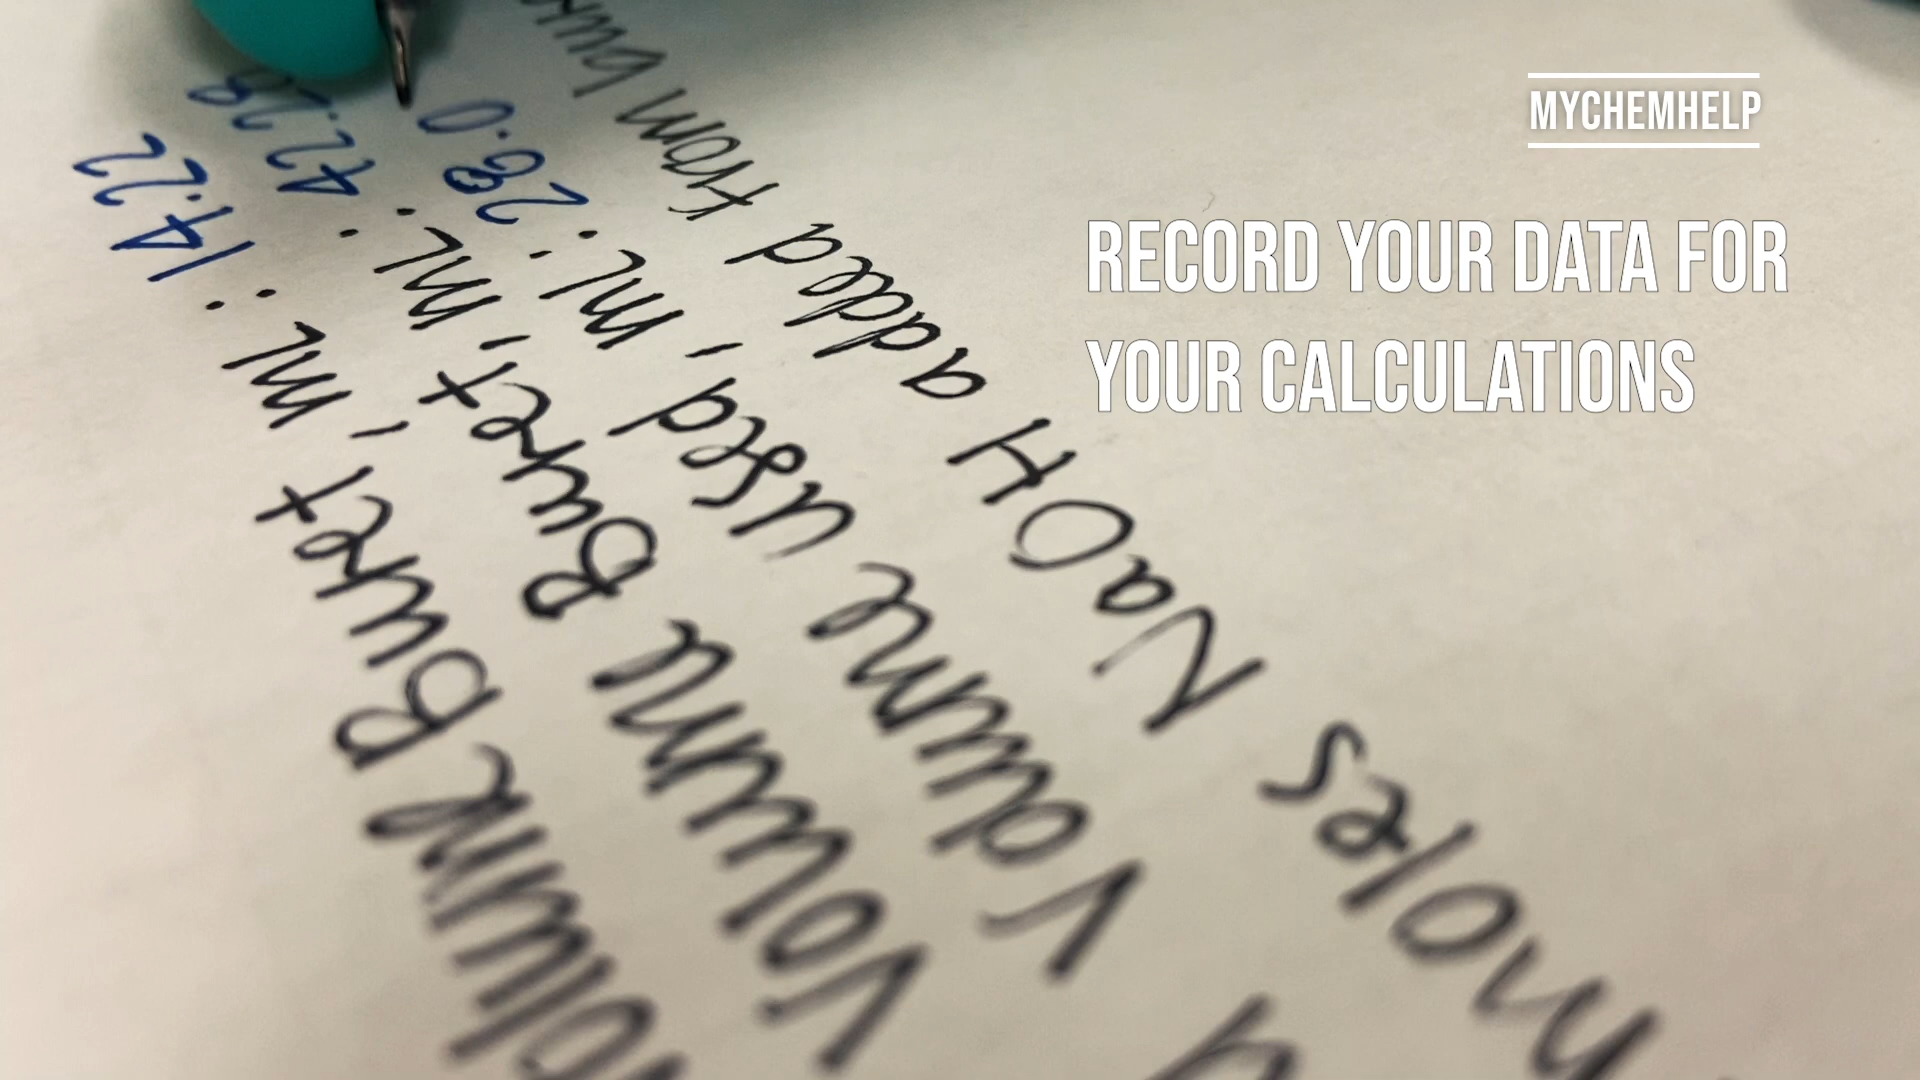 MYCHEMHELP
RECORD YOUR DATA FOR
YOUR CALCULATIONS
Buret, mL: 14.22
Volume Buret, mL: 42.28
Volume used, mL: 28.0
moles NaOH added from